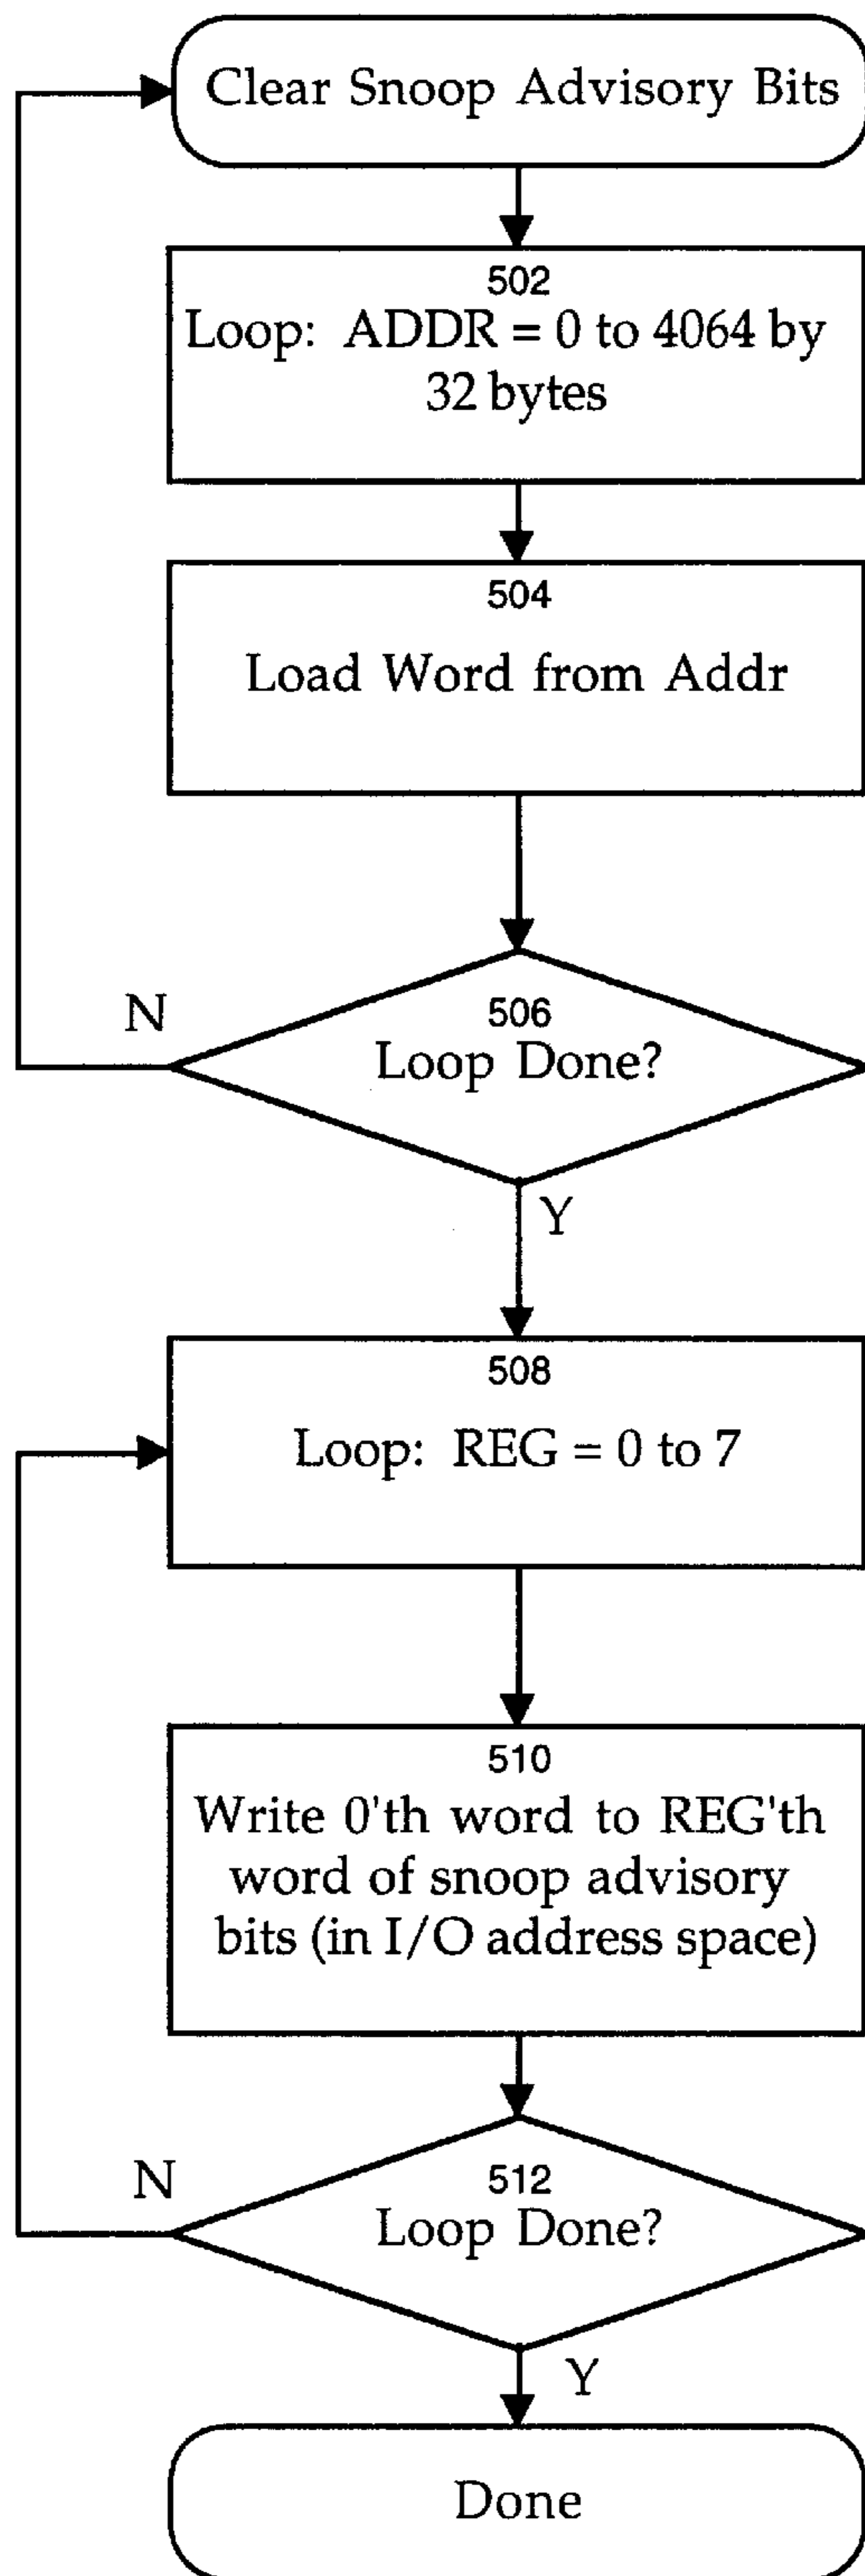 Clear Snoop Advisory Bits
502
Loop: ADDR = 0 to 4064 by
32 bytes
504
Load Word from Addr
N
506
Loop Done?
Y
508
Loop: REG = 0 to 7
510
Write 0'th word to REG'th
word of snoop advisory
bits (in I/O address space)
N
512
Loop Done?
Y
Done